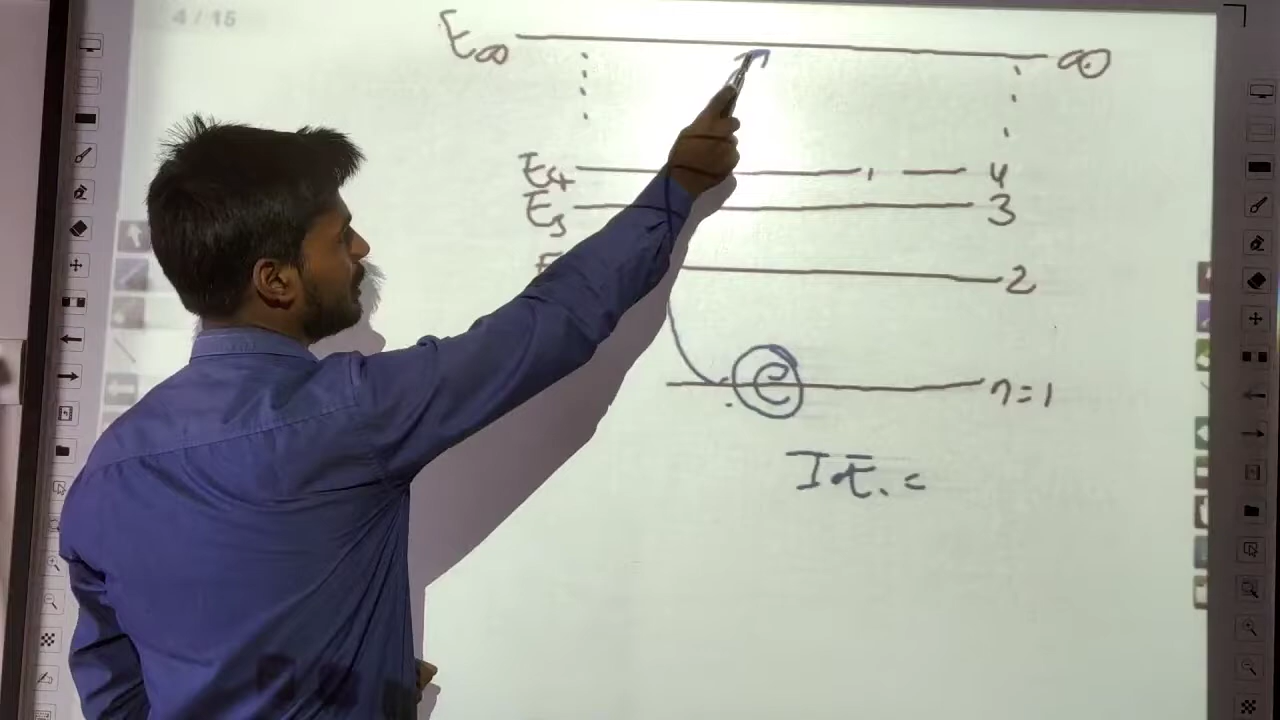 4 / 15
E∞ ∞
E4 4
E3 3
E 2
n=1
I.E. =